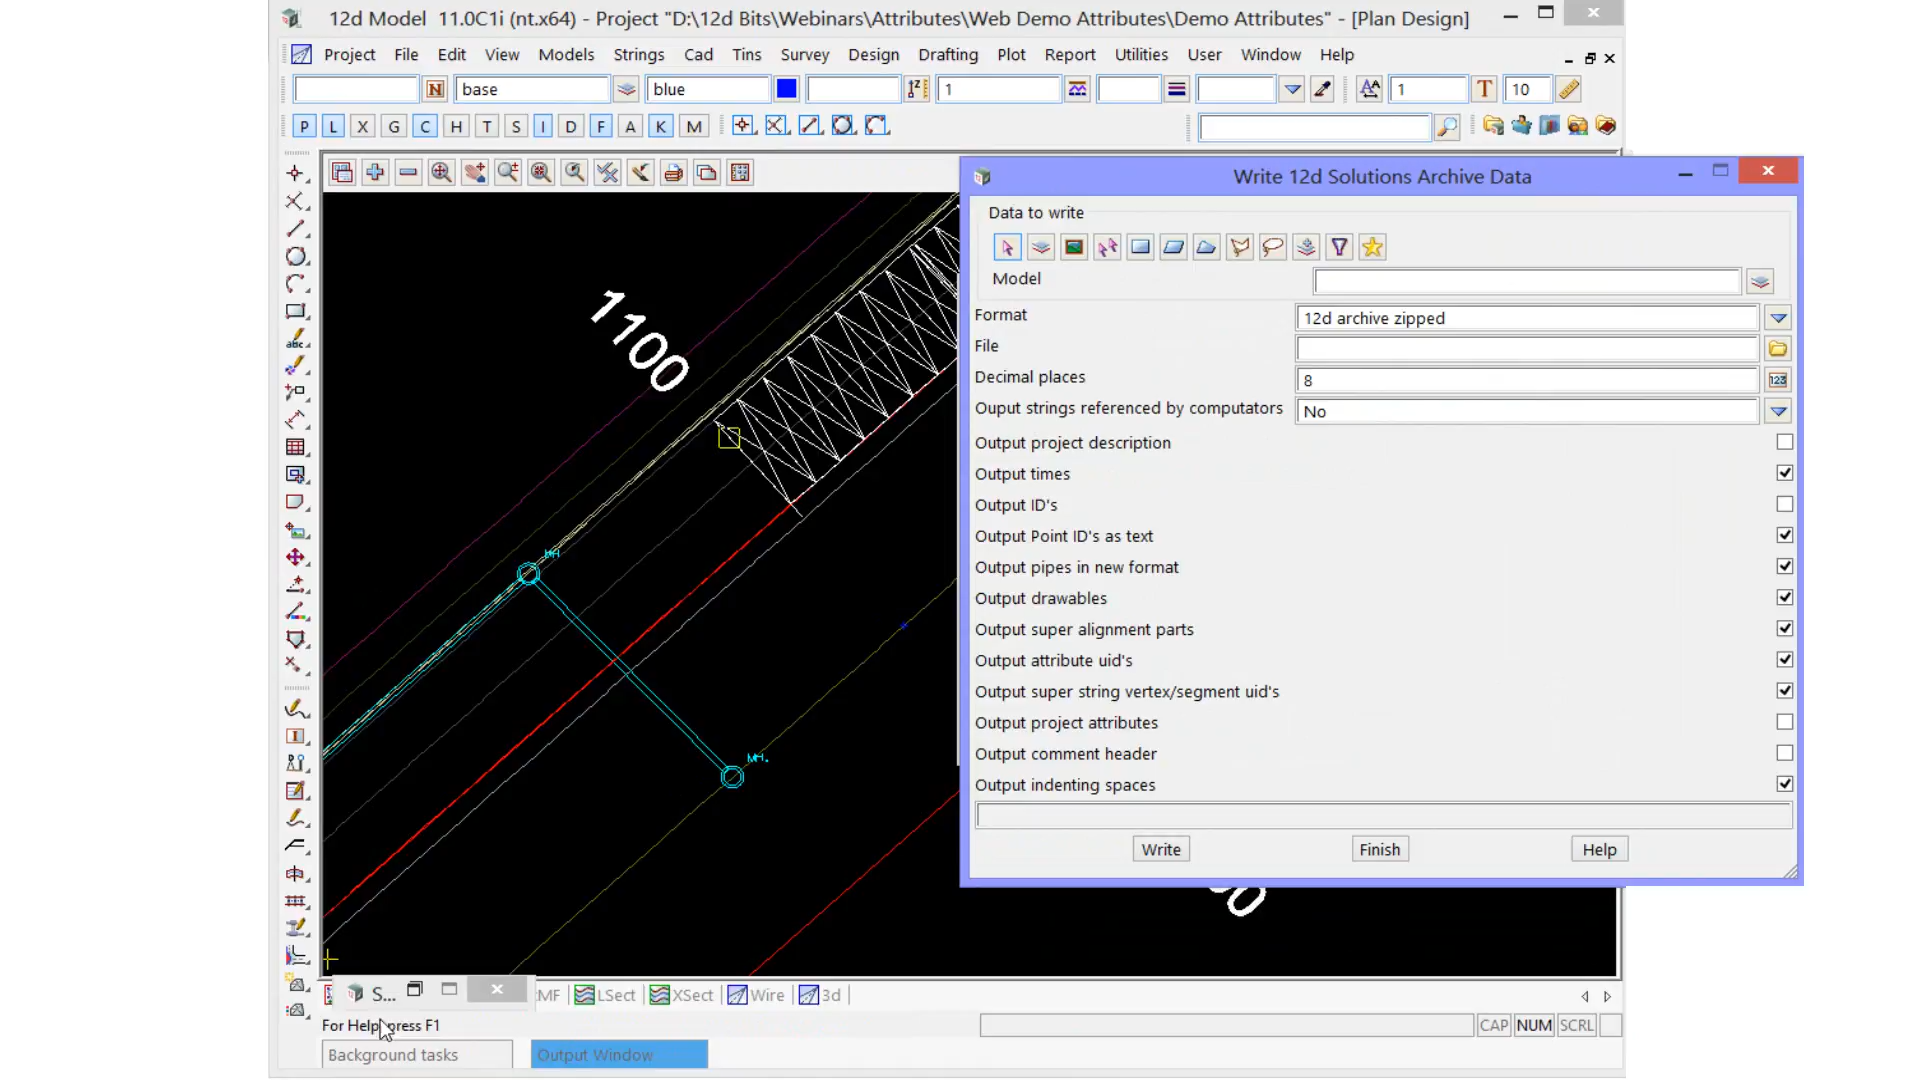 12d Model 11.0C1i (nt.x64) - Project "D:\12d Bits\Webinars\Attributes\Web Demo Attributes\Demo Attributes" - [Plan Design]
Project File Edit View Models Strings Cad Tins Survey Design Drafting Plot Report Utilities User Window Help
N base blue 1 1 T 10
P L X G C H T S I D F A K M
Write 12d Solutions Archive Data
Data to write
Model
Format 12d archive zipped
File
Decimal places 8 123
Ouput strings referenced by computators No
Output project description
Output times
Output ID's
Output Point ID's as text
Output pipes in new format
Output drawables
Output super alignment parts
Output attribute uid's
Output super string vertex/segment uid's
Output project attributes
Output comment header
Output indenting spaces
Write Finish Help
1100
MH
MH.
abc
S... MF LSect XSect Wire 3d
For Help press F1
CAP NUM SCRL
Background tasks Output Window